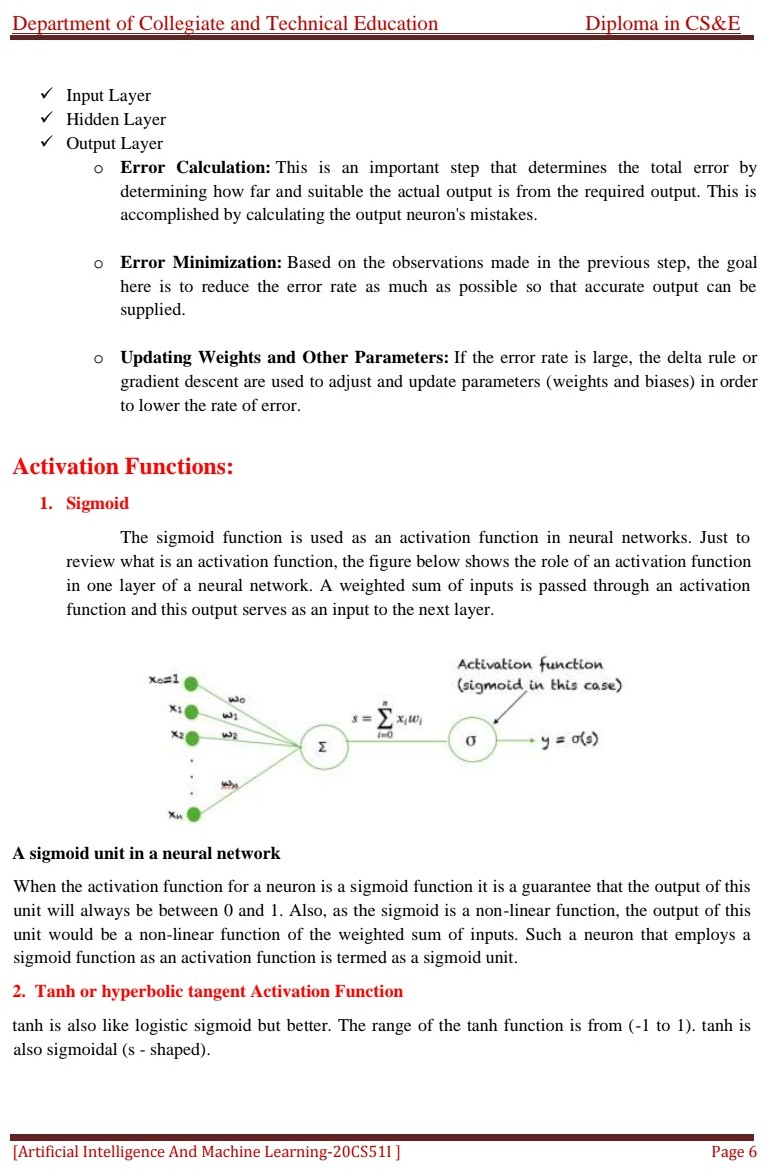 Department of Collegiate and Technical Education Diploma in CS&E
✓ Input Layer
✓ Hidden Layer
✓ Output Layer
o Error Calculation: This is an important step that determines the total error by
determining how far and suitable the actual output is from the required output. This is
accomplished by calculating the output neuron's mistakes.
o Error Minimization: Based on the observations made in the previous step, the goal
here is to reduce the error rate as much as possible so that accurate output can be
supplied.
o Updating Weights and Other Parameters: If the error rate is large, the delta rule or
gradient descent are used to adjust and update parameters (weights and biases) in order
to lower the rate of error.
Activation Functions:
1. Sigmoid
The sigmoid function is used as an activation function in neural networks. Just to
review what is an activation function, the figure below shows the role of an activation function
in one layer of a neural network. A weighted sum of inputs is passed through an activation
function and this output serves as an input to the next layer.
Activation function
(sigmoid in this case)
x₀=1
w₀
x₁
w₁
x₂
w₂
Σ
s = Σⁿᵢ₌₀ xᵢwᵢ
σ
y = σ(s)
wₙ
xₙ
A sigmoid unit in a neural network
When the activation function for a neuron is a sigmoid function it is a guarantee that the output of this
unit will always be between 0 and 1. Also, as the sigmoid is a non-linear function, the output of this
unit would be a non-linear function of the weighted sum of inputs. Such a neuron that employs a
sigmoid function as an activation function is termed as a sigmoid unit.
2. Tanh or hyperbolic tangent Activation Function
tanh is also like logistic sigmoid but better. The range of the tanh function is from (-1 to 1). tanh is
also sigmoidal (s - shaped).
[Artificial Intelligence And Machine Learning-20CS51I ] Page 6